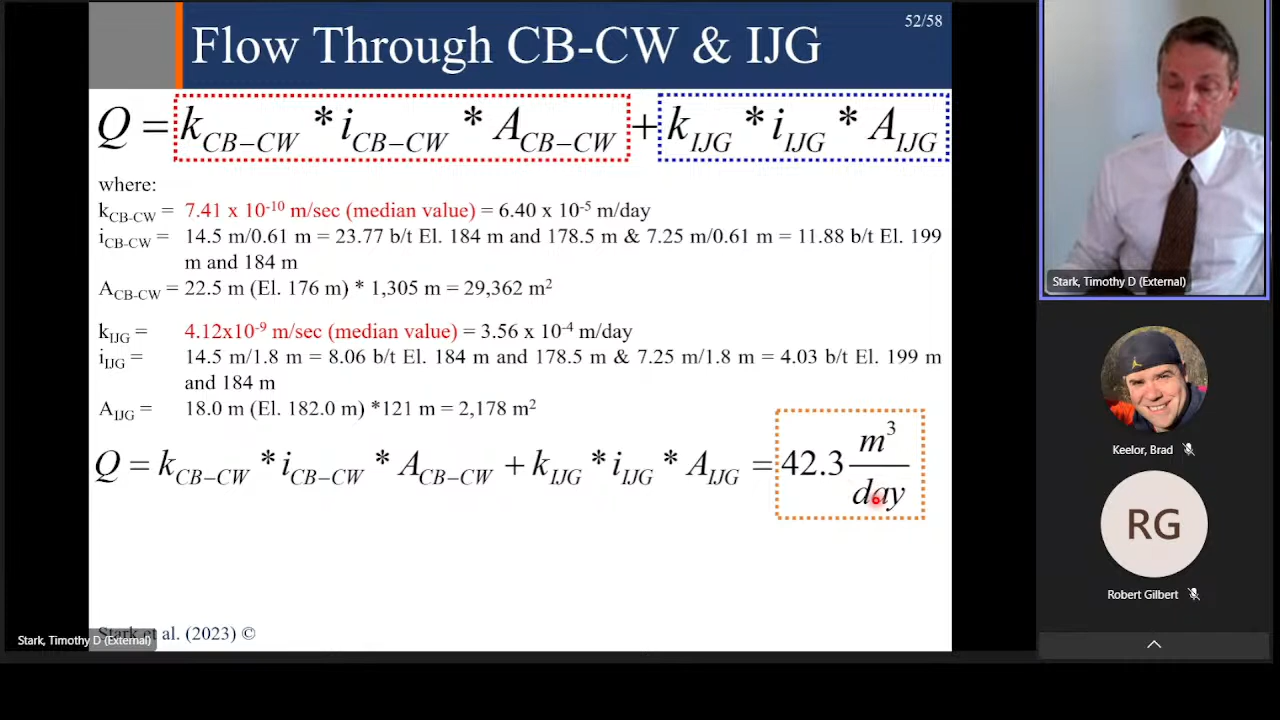 52/58
Flow Through CB-CW & IJG
Q = k_CB−CW * i_CB−CW * A_CB−CW + k_IJG * i_IJG * A_IJG
where:
k_CB-CW = 7.41 x 10^-10 m/sec (median value) = 6.40 x 10^-5 m/day
i_CB-CW = 14.5 m/0.61 m = 23.77 b/t El. 184 m and 178.5 m & 7.25 m/0.61 m = 11.88 b/t El. 199
m and 184 m
A_CB-CW = 22.5 m (El. 176 m) * 1,305 m = 29,362 m²
k_IJG = 4.12x10^-9 m/sec (median value) = 3.56 x 10^-4 m/day
i_IJG = 14.5 m/1.8 m = 8.06 b/t El. 184 m and 178.5 m & 7.25 m/1.8 m = 4.03 b/t El. 199 m
and 184 m
A_IJG = 18.0 m (El. 182.0 m) *121 m = 2,178 m²
Q = k_CB−CW * i_CB−CW * A_CB−CW + k_IJG * i_IJG * A_IJG = 42.3 m³/day
al. (2023) ©
Stark, Timothy D (External)
Stark, Timothy D (External)
Keelor, Brad
RG
Robert Gilbert